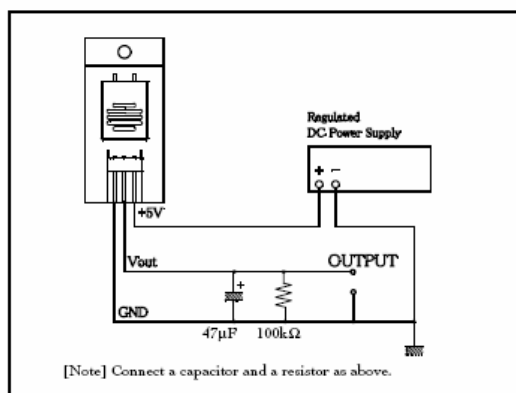 Regulated
DC Power Supply
+ −
+5V
Vout
OUTPUT
+
GND
47µF 100kΩ
[Note] Connect a capacitor and a resistor as above.